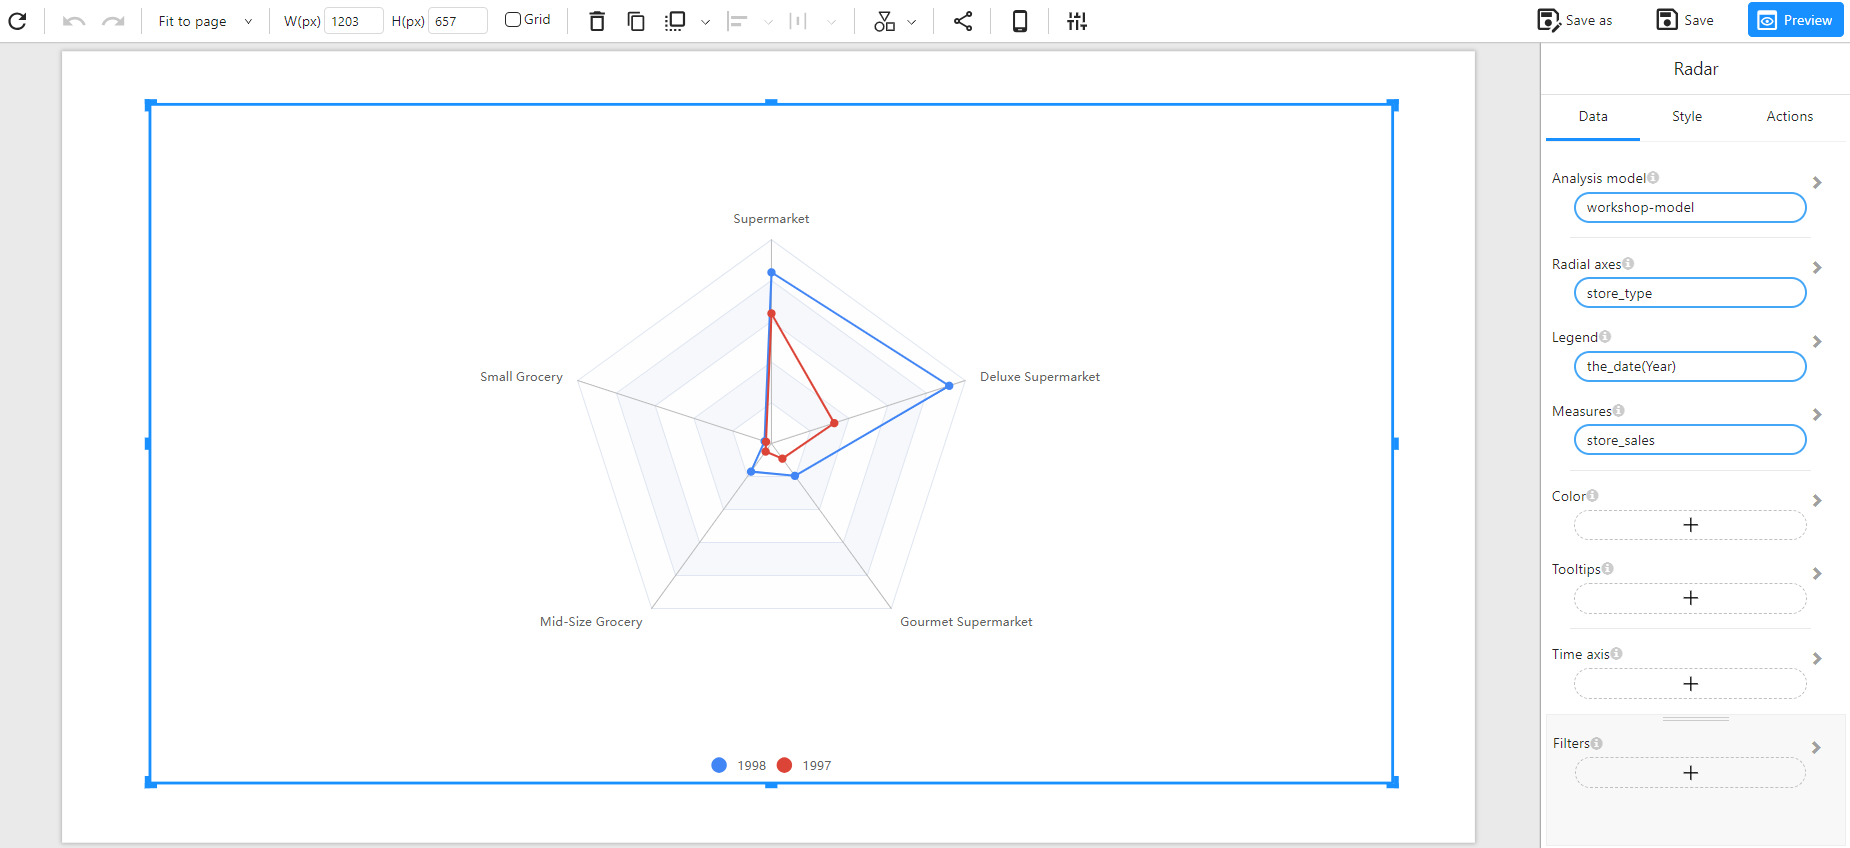 Fit to page W(px) 1203 H(px) 657 Grid Save as Save Preview
Radar
Data Style Actions
Analysis model
workshop-model
Radial axes
store_type
Legend
the_date(Year)
Measures
store_sales
Color
Tooltips
Time axis
Filters
Supermarket
Small Grocery
Deluxe Supermarket
Mid-Size Grocery
Gourmet Supermarket
1998 1997